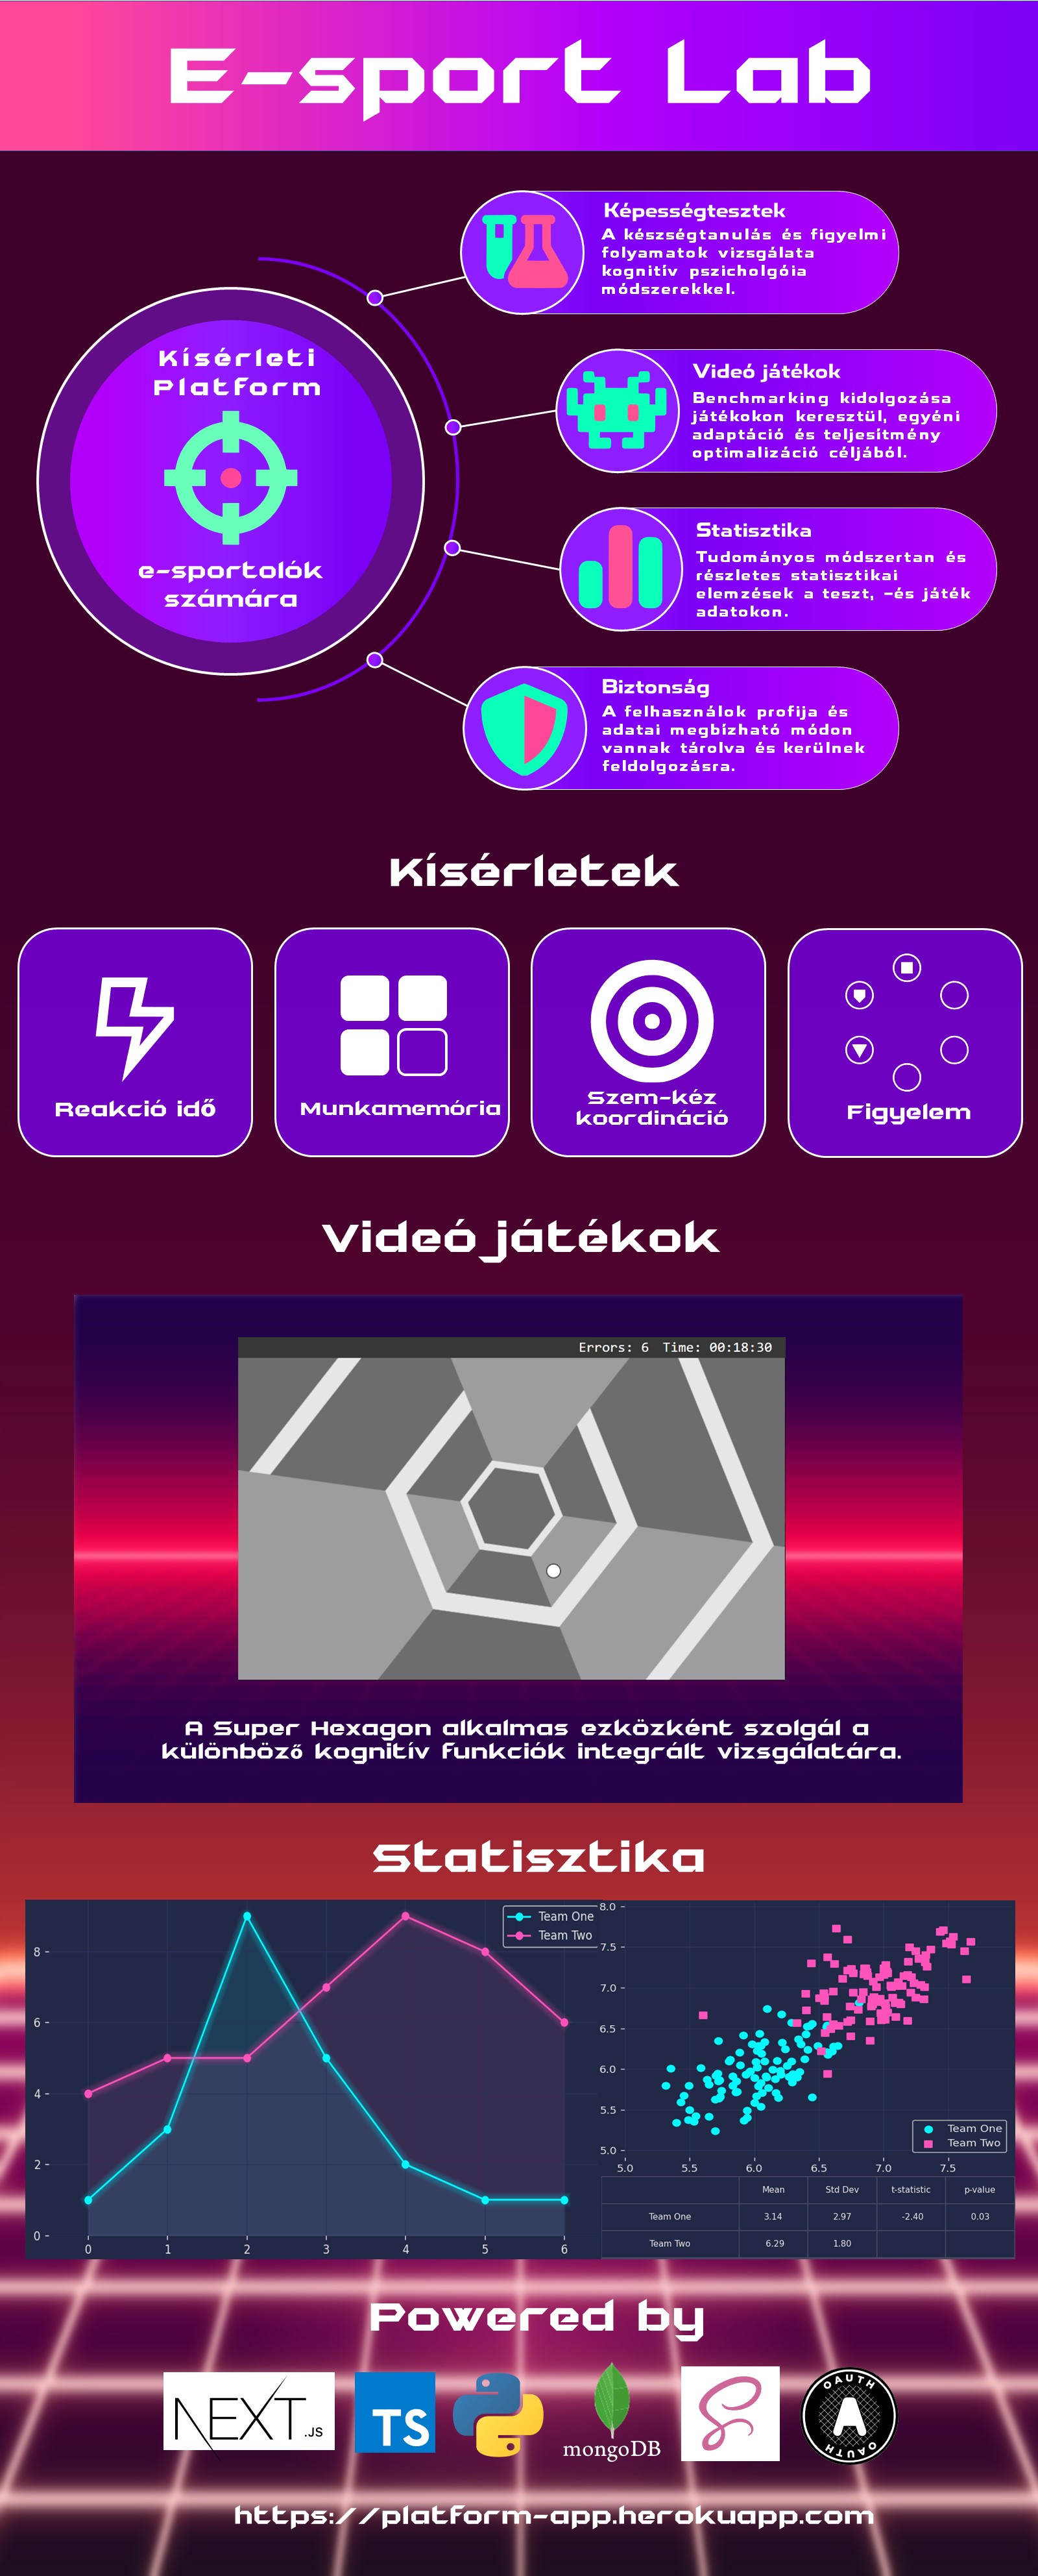 E-sport Lab
Kísérleti
Platform
e-sportolók
számára
Képességtesztek
A készségtanulás és figyelmi
folyamatok vizsgálata
kognitív pszicholgóia
módszerekkel.
Videó játékok
Benchmarking kidolgozása
játékokon keresztül, egyéni
adaptáció és teljesítmény
optimalizáció céljából.
Statisztika
Tudományos módszertan és
részletes statisztikai
elemzések a teszt, -és játék
adatokon.
Biztonság
A felhasználok profija és
adatai megbízható módon
vannak tárolva és kerülnek
feldolgozásra.
Kísérletek
Reakció idő
Munkamemória
Szem-kéz
koordináció
Figyelem
Videó játékok
Errors: 6 Time: 00:18:30
A Super Hexagon alkalmas ezközként szolgál a
különböző kognitív funkciók integrált vizsgálatára.
Statisztika
Team One
Team Two
8
6
4
2
0
0 1 2 3 4 5 6
8.0
7.5
7.0
6.5
6.0
5.5
5.0
5.0 5.5 6.0 6.5 7.0 7.5
Team One
Team Two
Mean Std Dev t-statistic p-value
Team One 3.14 2.97 -2.40 0.03
Team Two 6.29 1.80
Powered by
NEXT.JS
TS
mongoDB
OAUTH
A
OAUTH
https://platform-app.herokuapp.com